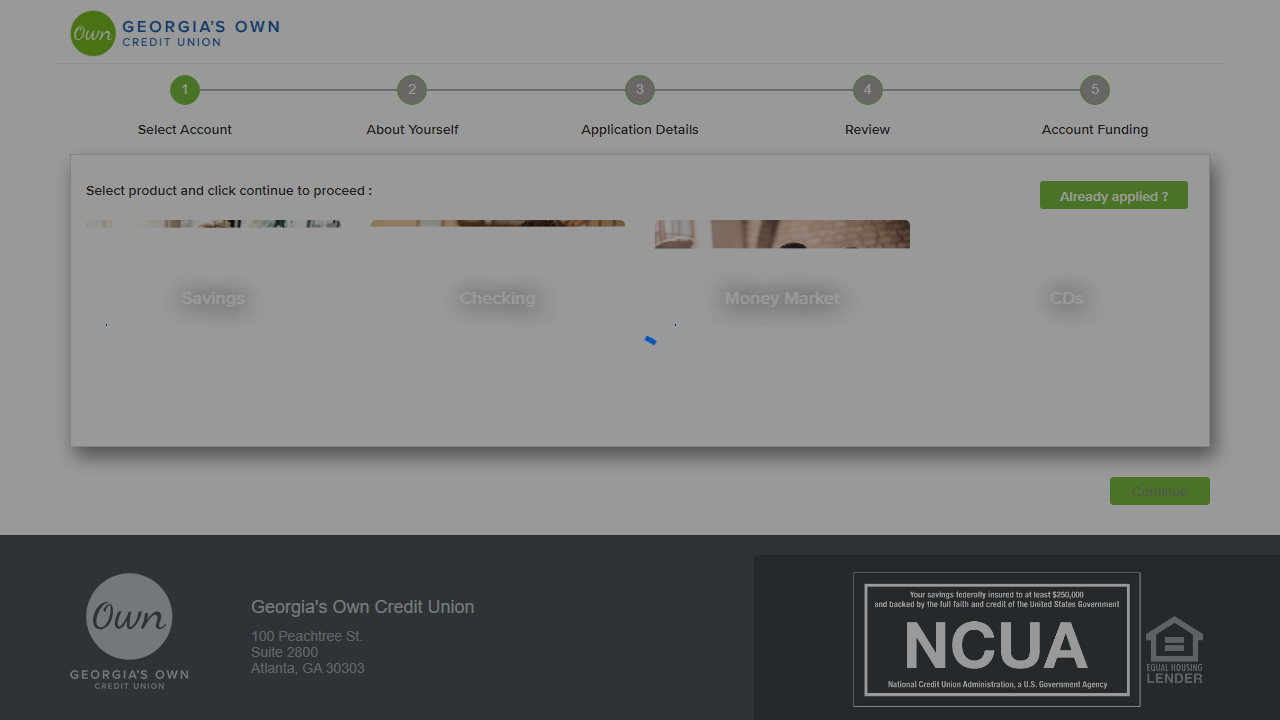 Own GEORGIA'S OWN
CREDIT UNION
1 2 3 4 5
Select Account About Yourself Application Details Review Account Funding
Select product and click continue to proceed :
Already applied ?
Savings Checking Money Market CDs
Continue
Own
GEORGIA'S OWN
CREDIT UNION
Georgia's Own Credit Union
100 Peachtree St.
Suite 2800
Atlanta, GA 30303
Your savings federally insured to at least $250,000
and backed by the full faith and credit of the United States Government
NCUA
National Credit Union Administration, a U.S. Government Agency
EQUAL HOUSING
LENDER